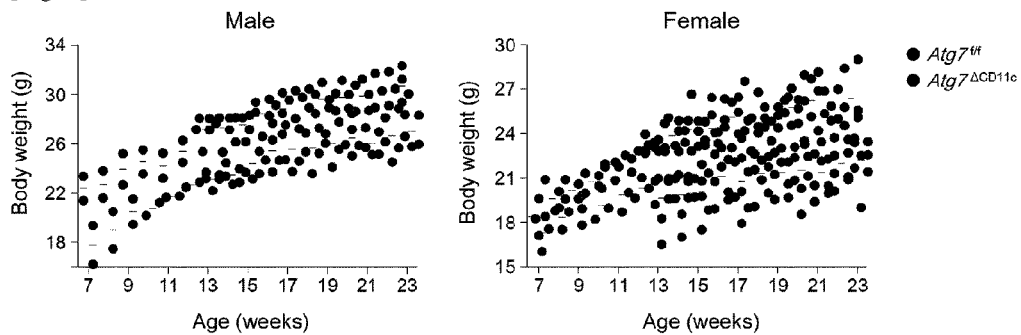 Male
Female
34
30
26
22
18
Body weight (g)
7 9 11 13 15 17 19 21 23
Age (weeks)
30
27
24
21
18
15
Body weight (g)
7 9 11 13 15 17 19 21 23
Age (weeks)
Atg7f/f
Atg7ΔCD11c